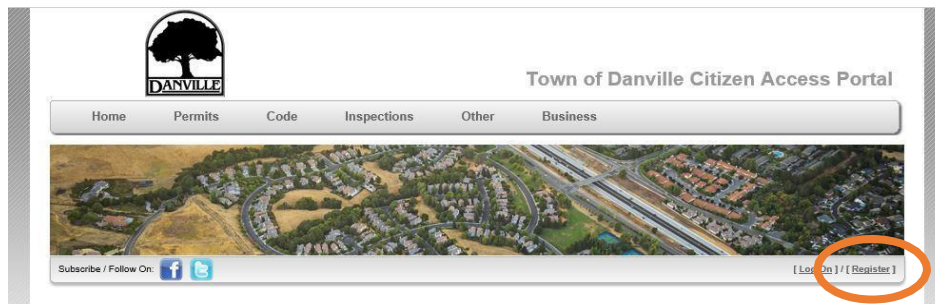 DANVILLE
Town of Danville Citizen Access Portal
Home Permits Code Inspections Other Business
Subscribe / Follow On: f t [ Log On ] / [ Register ]